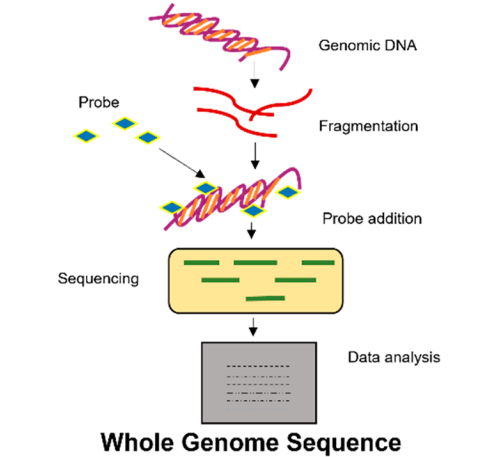 Genomic DNA
Probe
Fragmentation
Probe addition
Sequencing
Data analysis
Whole Genome Sequence